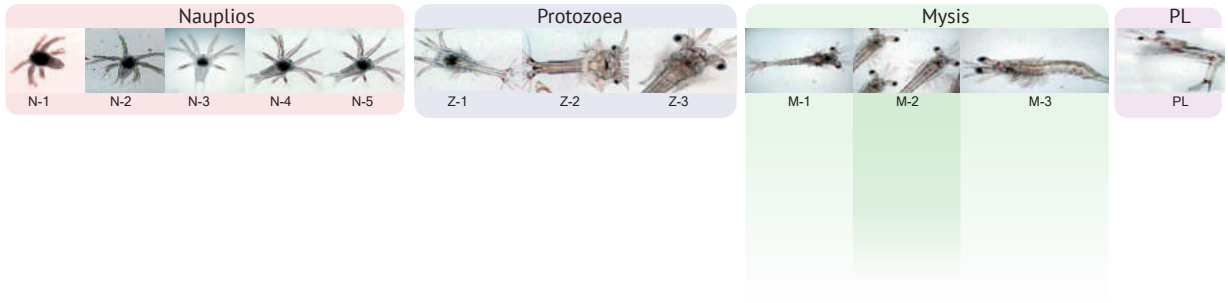 Nauplios
Protozoea
Mysis
PL
N-1
N-2
N-3
N-4
N-5
Z-1
Z-2
Z-3
M-1
M-2
M-3
PL